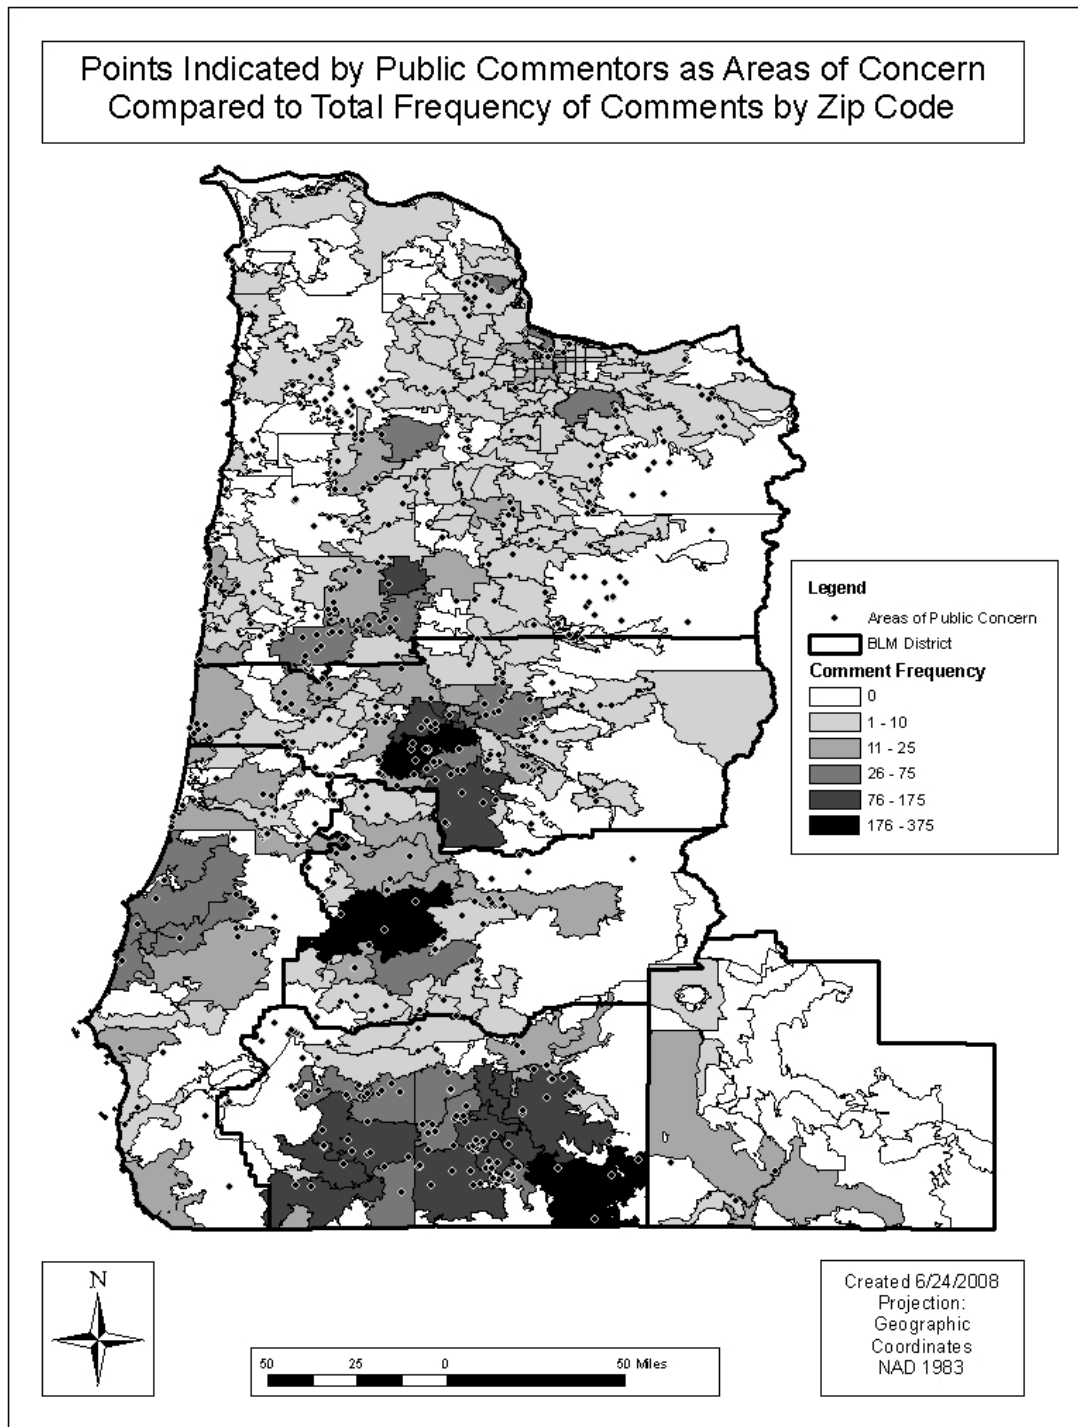 Points Indicated by Public Commentors as Areas of Concern
Compared to Total Frequency of Comments by Zip Code
Legend
Areas of Public Concern
BLM District
Comment Frequency
0
1 - 10
11 - 25
26 - 75
76 - 175
176 - 375
N
50 25 0 50 Miles
Created 6/24/2008
Projection:
Geographic
Coordinates
NAD 1983